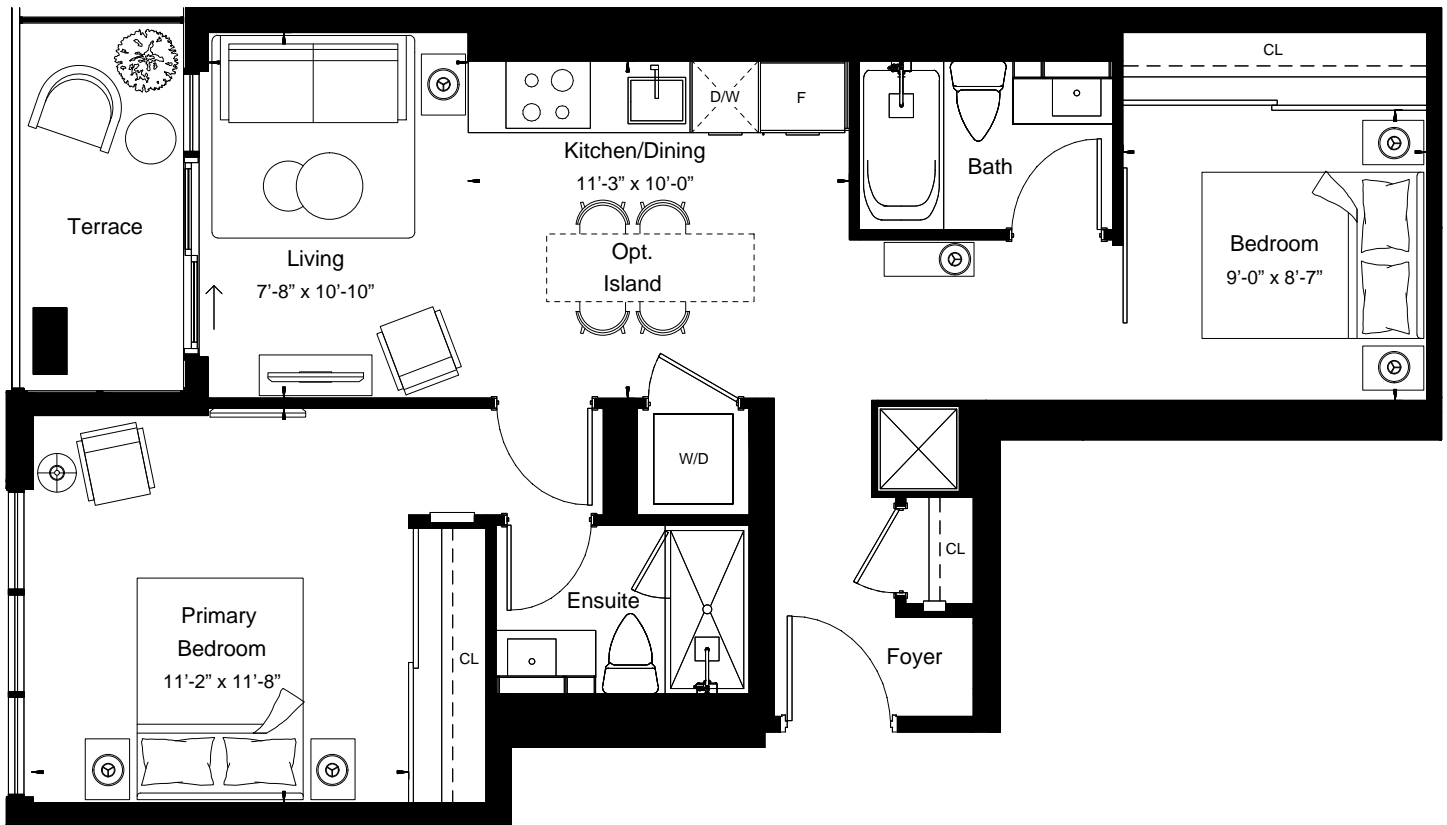 CL
D/W
F
Kitchen/Dining
11’-3” x 10’-0”
Bath
Terrace
Living
7’-8” x 10’-10”
Opt.
Island
Bedroom
9’-0” x 8’-7”
W/D
CL
Ensuite
Primary
Bedroom
11’-2” x 11’-8”
CL
Foyer